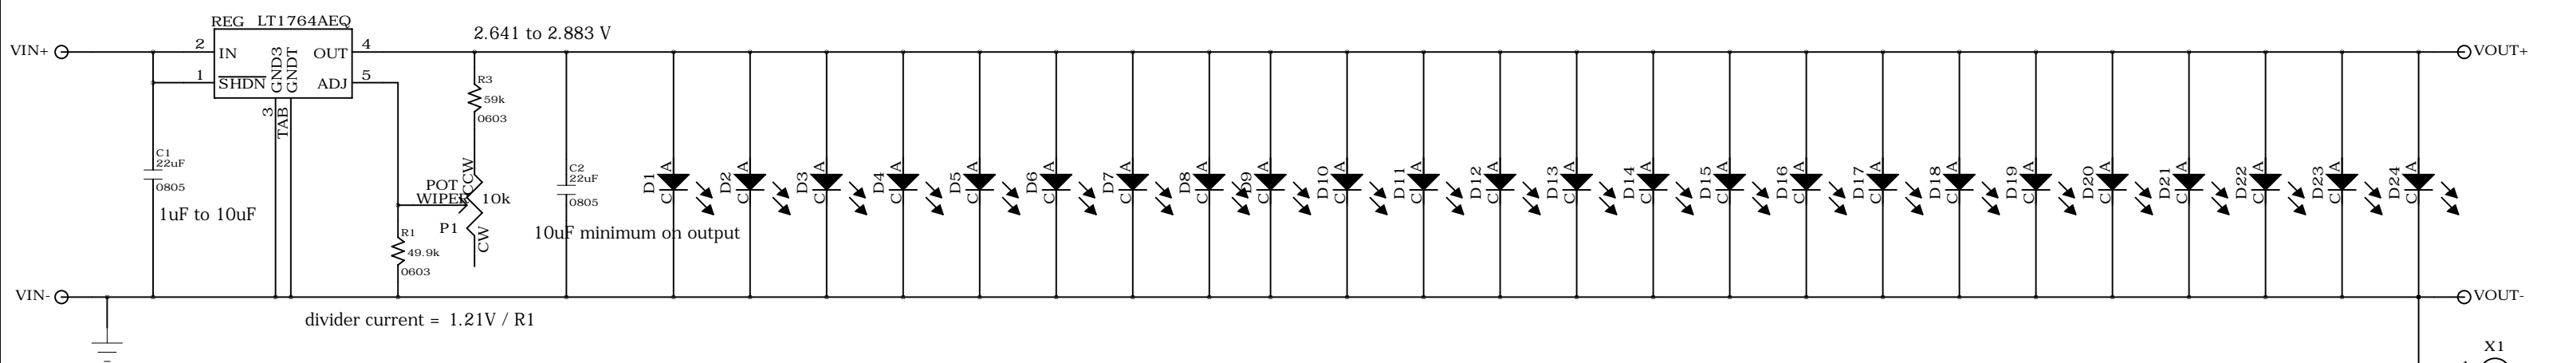 REG LT1764AEQ
2.641 to 2.883 V
VIN+
2
IN
GND3
GNDT
OUT
4
VOUT+
1
SHDN
ADJ
5
3
TAB
R3
59k
0603
C1
22uF
0805
1uF to 10uF
POT
WIPER
CCW
10k
P1
CW
R1
49.9k
0603
C2
22uF
0805
10uF minimum on output
D1 C A
D2 C A
D3 C A
D4 C A
D5 C A
D6 C A
D7 C A
D8 C A
D9 C A
D10 C A
D11 C A
D12 C A
D13 C A
D14 C A
D15 C A
D16 C A
D17 C A
D18 C A
D19 C A
D20 C A
D21 C A
D22 C A
D23 C A
D24 C A
VIN-
VOUT-
divider current = 1.21V / R1
X1